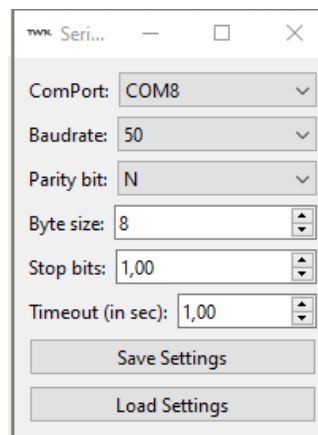 TWK Seri...
ComPort: COM8
Baudrate: 50
Parity bit: N
Byte size: 8
Stop bits: 1,00
Timeout (in sec): 1,00
Save Settings
Load Settings